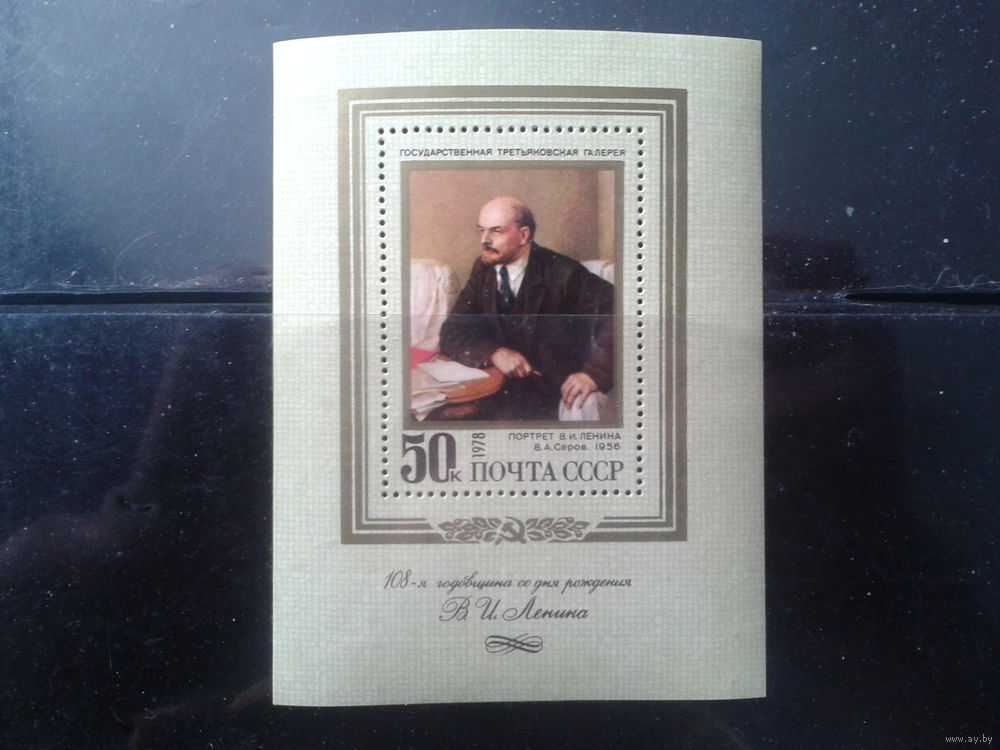 ГОСУДАРСТВЕННАЯ ТРЕТЬЯКОВСКАЯ ГАЛЕРЕЯ
50к
1978
ПОРТРЕТ В.И. ЛЕНИНА
В.А.Серов. 1956
ПОЧТА СССР
108-я годовщина со дня рождения
В. И. Ленина
www.ay.by